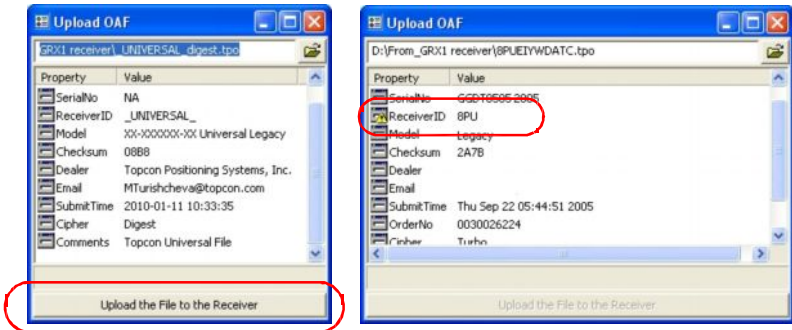 Upload OAF
GRX1 receiver\_UNIVERSAL_digest.tpo
Property Value
SerialNo NA
ReceiverID _UNIVERSAL_
Model XX-XXXXXX-XX Universal Legacy
Checksum 08B8
Dealer Topcon Positioning Systems, Inc.
Email MTurishcheva@topcon.com
SubmitTime 2010-01-11 10:33:35
Cipher Digest
Comments Topcon Universal File
Upload the File to the Receiver
Upload OAF
D:\From_GRX1 receiver\8PUEIYWDATC.tpo
Property Value
SerialNo GGDT0505 2005
ReceiverID 8PU
Model Legacy
Checksum 2A7B
Dealer
Email
SubmitTime Thu Sep 22 05:44:51 2005
OrderNo 0030026224
Cipher Turbo
Upload the File to the Receiver